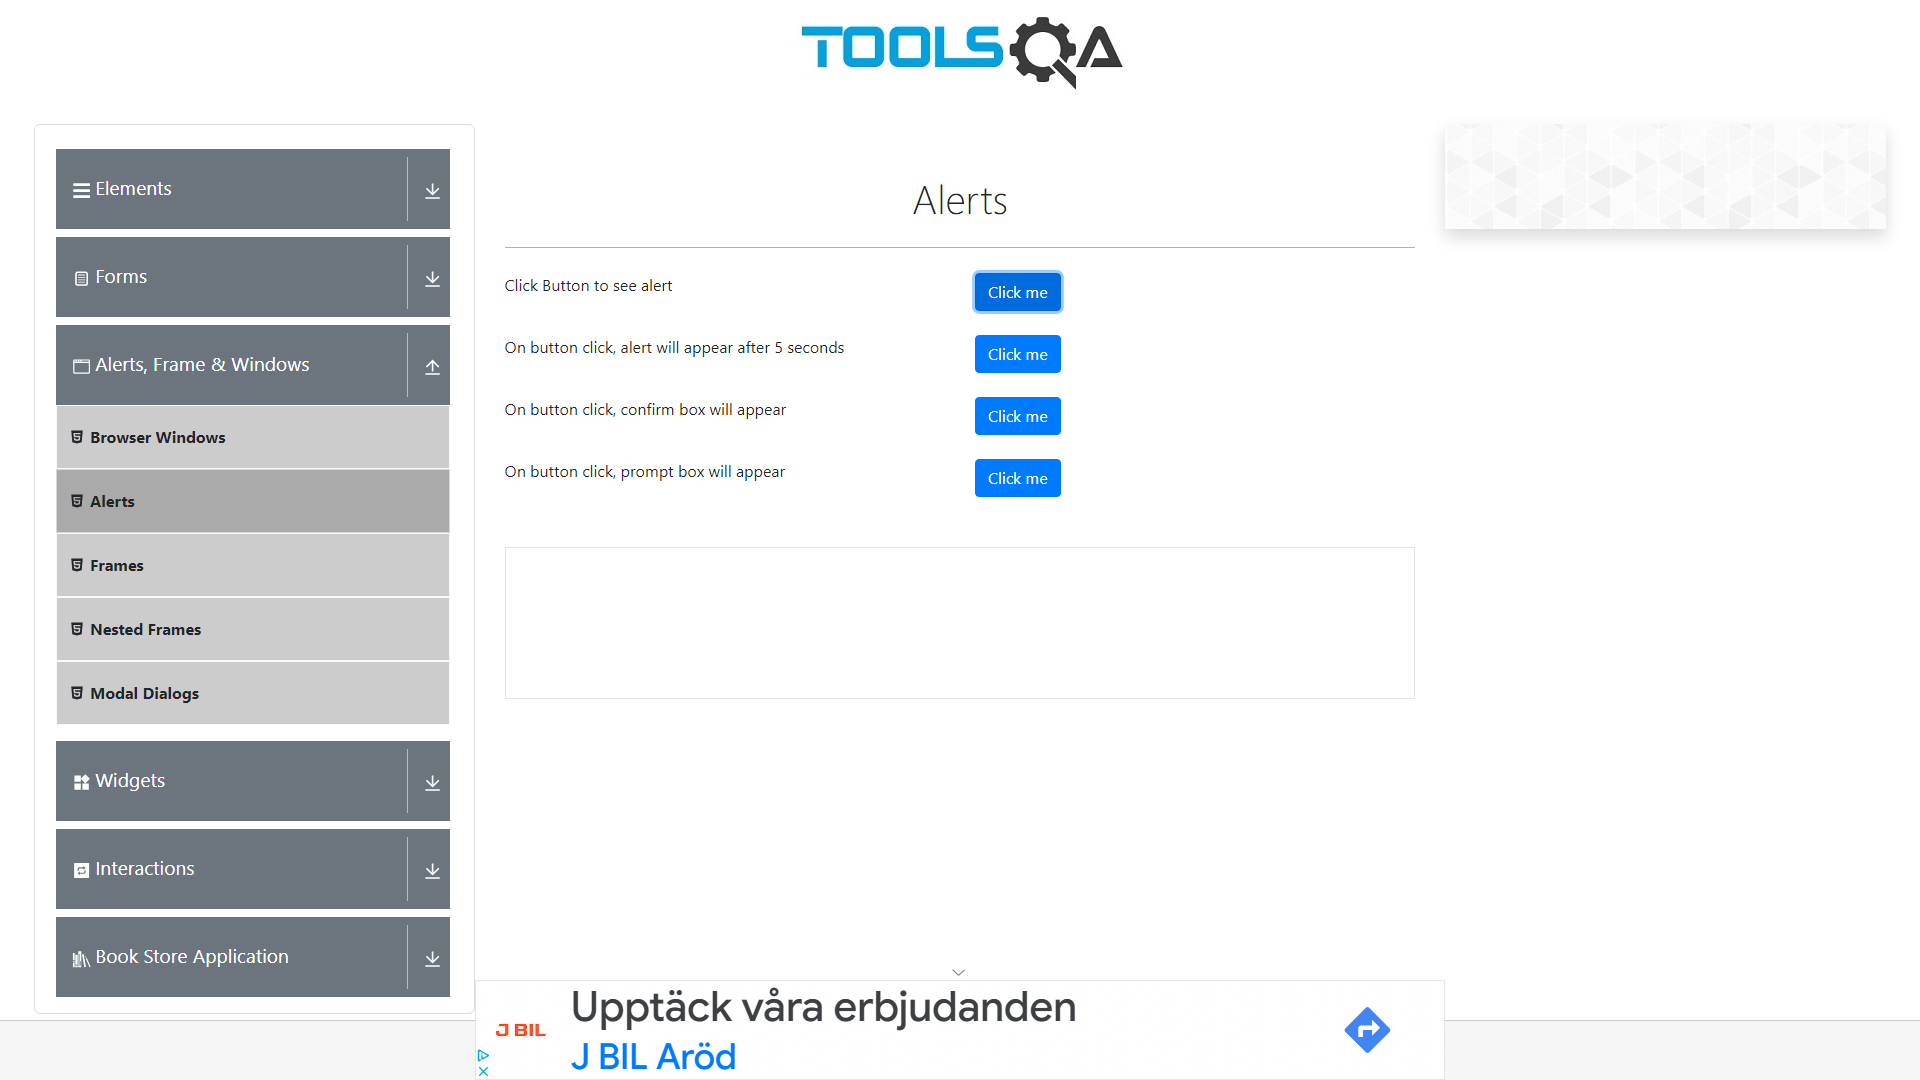 TOOLSQA
Elements
Forms
Alerts, Frame & Windows
Browser Windows
Alerts
Frames
Nested Frames
Modal Dialogs
Widgets
Interactions
Book Store Application
Alerts
Click Button to see alert
Click me
On button click, alert will appear after 5 seconds
Click me
On button click, confirm box will appear
Click me
On button click, prompt box will appear
Click me
J BIL
Upptäck våra erbjudanden
J BIL Aröd